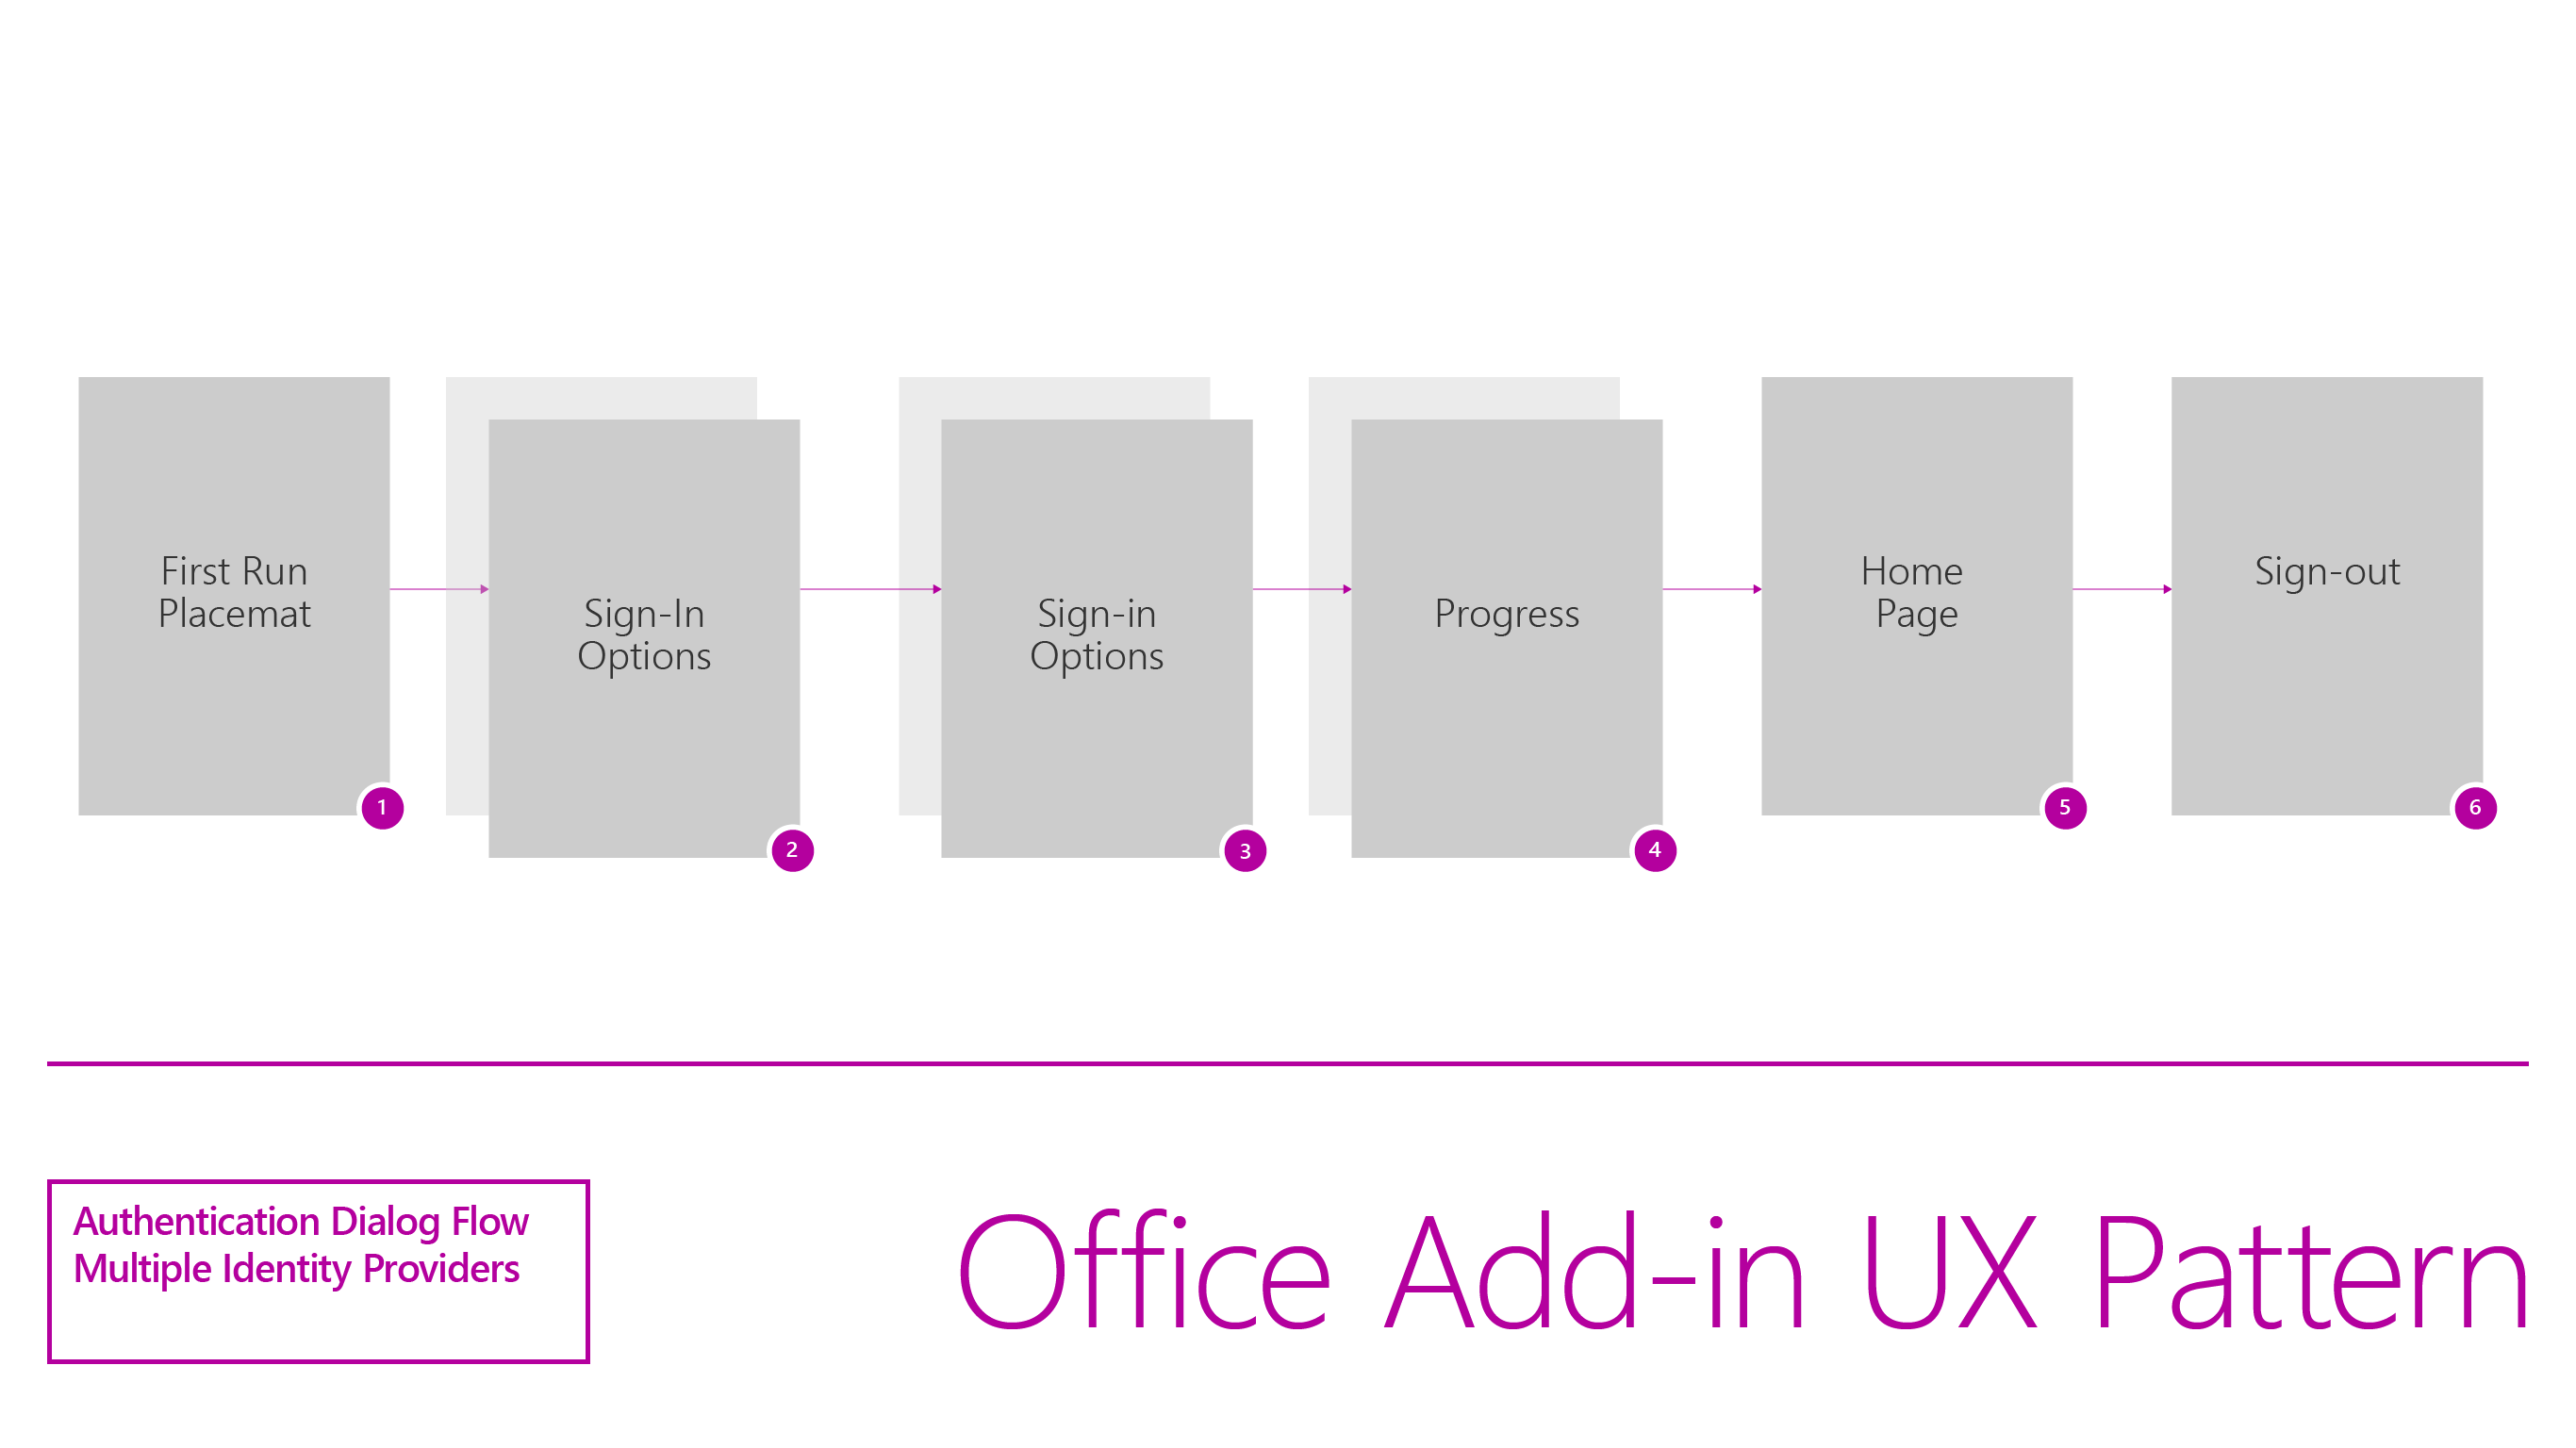 First Run
Placemat
1
Sign-In
Options
2
Sign-in
Options
3
Progress
4
Home
Page
5
Sign-out
6
Authentication Dialog Flow
Multiple Identity Providers
Office Add-in UX Pattern